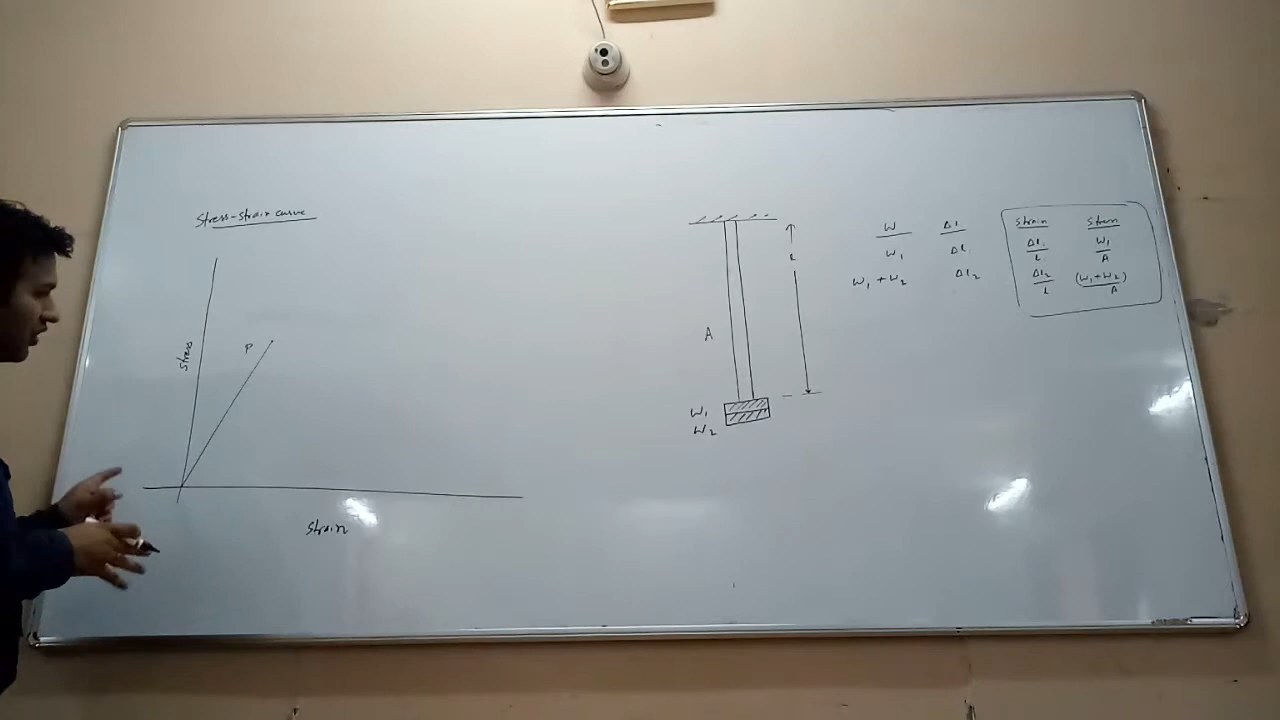 Stress-strain curve
Stress
P
Strain
L
A
W₁
W₂
W Δl
W₁ Δl₁
W₁ + W₂ Δl₂
Strain Stress
Δl₁/L W₁/A
Δl₂/L (W₁+W₂)/A